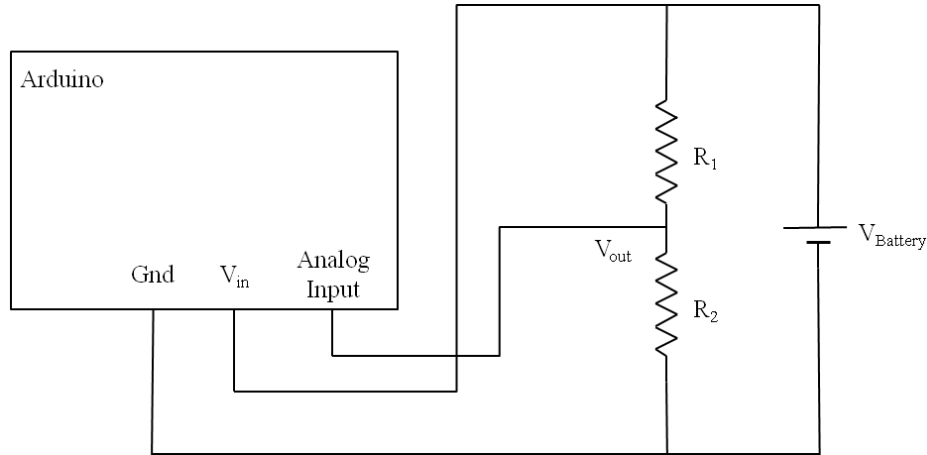 Arduino
Gnd
Vin
Analog
Input
R1
Vout
R2
VBattery